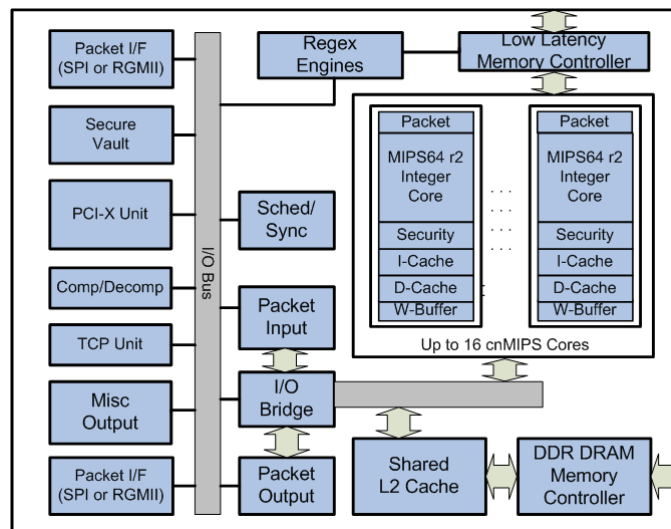 Packet I/F
(SPI or RGMII)
Secure
Vault
PCI-X Unit
Comp/Decomp
TCP Unit
Misc
Output
Packet I/F
(SPI or RGMII)
I/O Bus
Regex
Engines
Sched/
Sync
Packet
Input
I/O
Bridge
Packet
Output
Low Latency
Memory Controller
Packet
MIPS64 r2
Integer
Core
Security
I-Cache
D-Cache
W-Buffer
Packet
MIPS64 r2
Integer
Core
Security
I-Cache
D-Cache
W-Buffer
Up to 16 cnMIPS Cores
Shared
L2 Cache
DDR DRAM
Memory
Controller